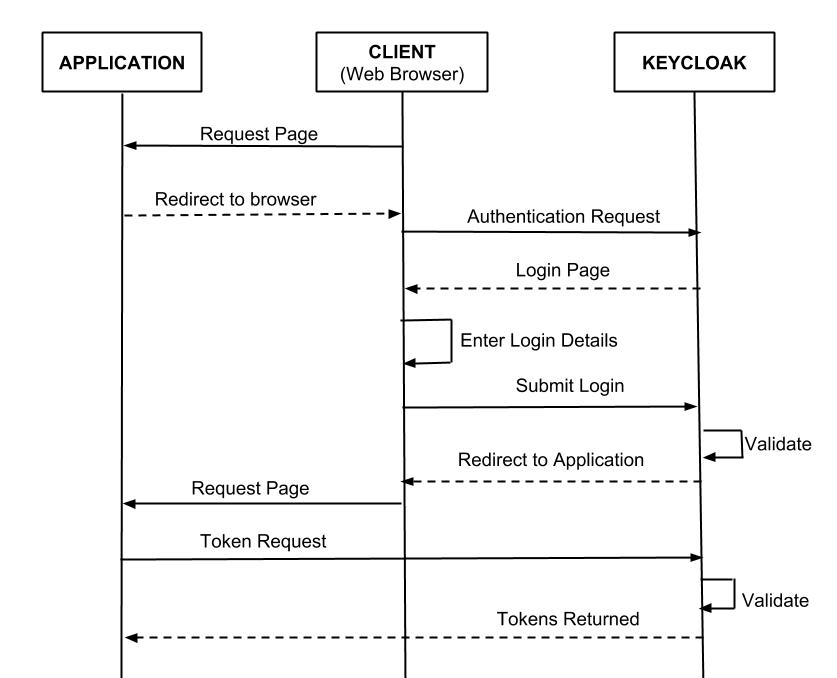 APPLICATION
CLIENT
(Web Browser)
KEYCLOAK
Request Page
Redirect to browser
Authentication Request
Login Page
Enter Login Details
Submit Login
Validate
Redirect to Application
Request Page
Token Request
Validate
Tokens Returned